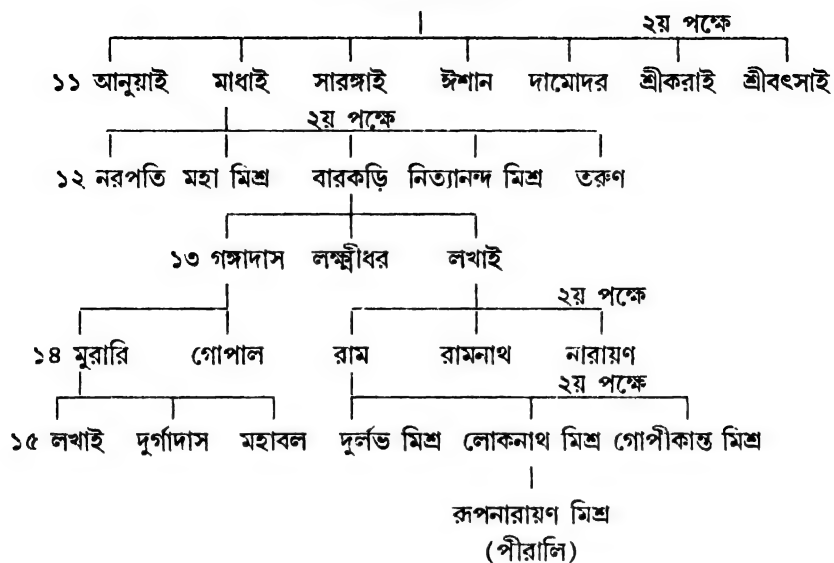 ২য় পক্ষে
১১ আনুয়াই মাধাই সারঙ্গাই ঈশান দামোদর শ্রীকরাই শ্রীবৎসাই
২য় পক্ষে
১২ নরপতি মহা মিশ্র বারকড়ি নিত্যানন্দ মিশ্র তরুণ
১৩ গঙ্গাদাস লক্ষ্মীধর লখাই
২য় পক্ষে
১৪ মুরারি গোপাল রাম রামনাথ নারায়ণ
২য় পক্ষে
১৫ লখাই দুর্গাদাস মহাবল দুর্লভ মিশ্র লোকনাথ মিশ্র গোপীকান্ত মিশ্র
রূপনারায়ণ মিশ্র
(পীরালি)